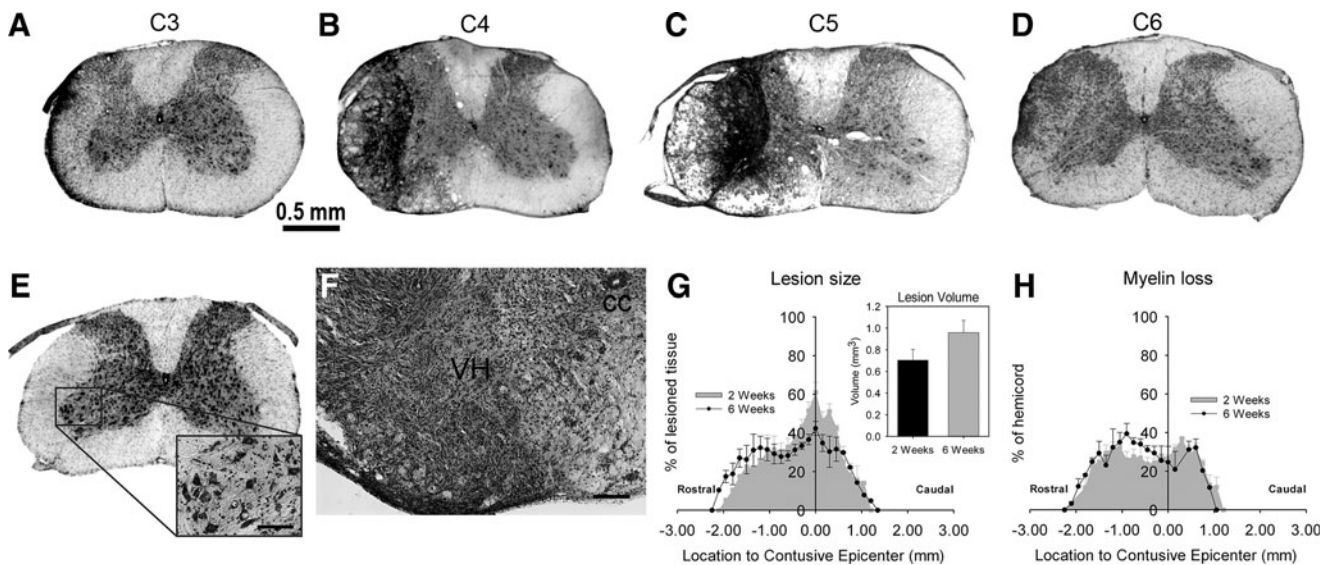 A C3
B C4
C C5
D C6
0.5 mm
E
F
CC
VH
G Lesion size
% of lesioned tissue
100
80
60
40
20
0
2 Weeks
6 Weeks
Rostral
Caudal
-3.00 -2.00 -1.00 0.00 1.00 2.00 3.00
Location to Contusive Epicenter (mm)
Lesion Volume
Volume (mm³)
1.2
1.0
0.8
0.6
0.4
0.2
0.0
2 Weeks 6 Weeks
H Myelin loss
% of hemicord
100
80
60
40
20
0
2 Weeks
6 Weeks
Rostral
Caudal
-3.00 -2.00 -1.00 0.00 1.00 2.00 3.00
Location to Contusive Epicenter (mm)